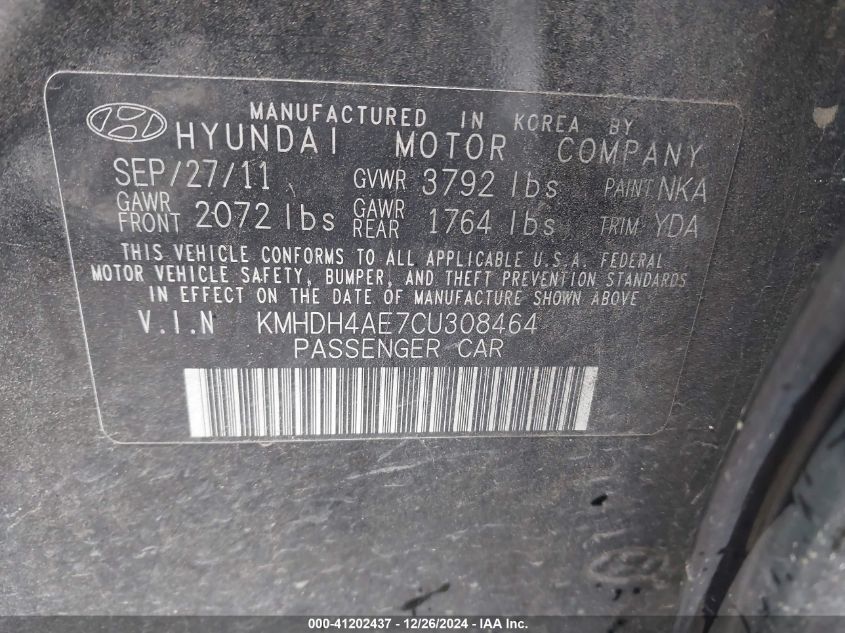 MANUFACTURED IN KOREA BY
HYUNDAI MOTOR COMPANY
SEP/27/11 GVWR 3792 lbs PAINT NKA
GAWR FRONT 2072 lbs GAWR REAR 1764 lbs TRIM YDA
THIS VEHICLE CONFORMS TO ALL APPLICABLE U.S.A. FEDERAL
MOTOR VEHICLE SAFETY, BUMPER, AND THEFT PREVENTION STANDARDS
IN EFFECT ON THE DATE OF MANUFACTURE SHOWN ABOVE
V.I.N KMHDH4AE7CU308464
PASSENGER CAR
000-41202437 - 12/26/2024 - IAA Inc.